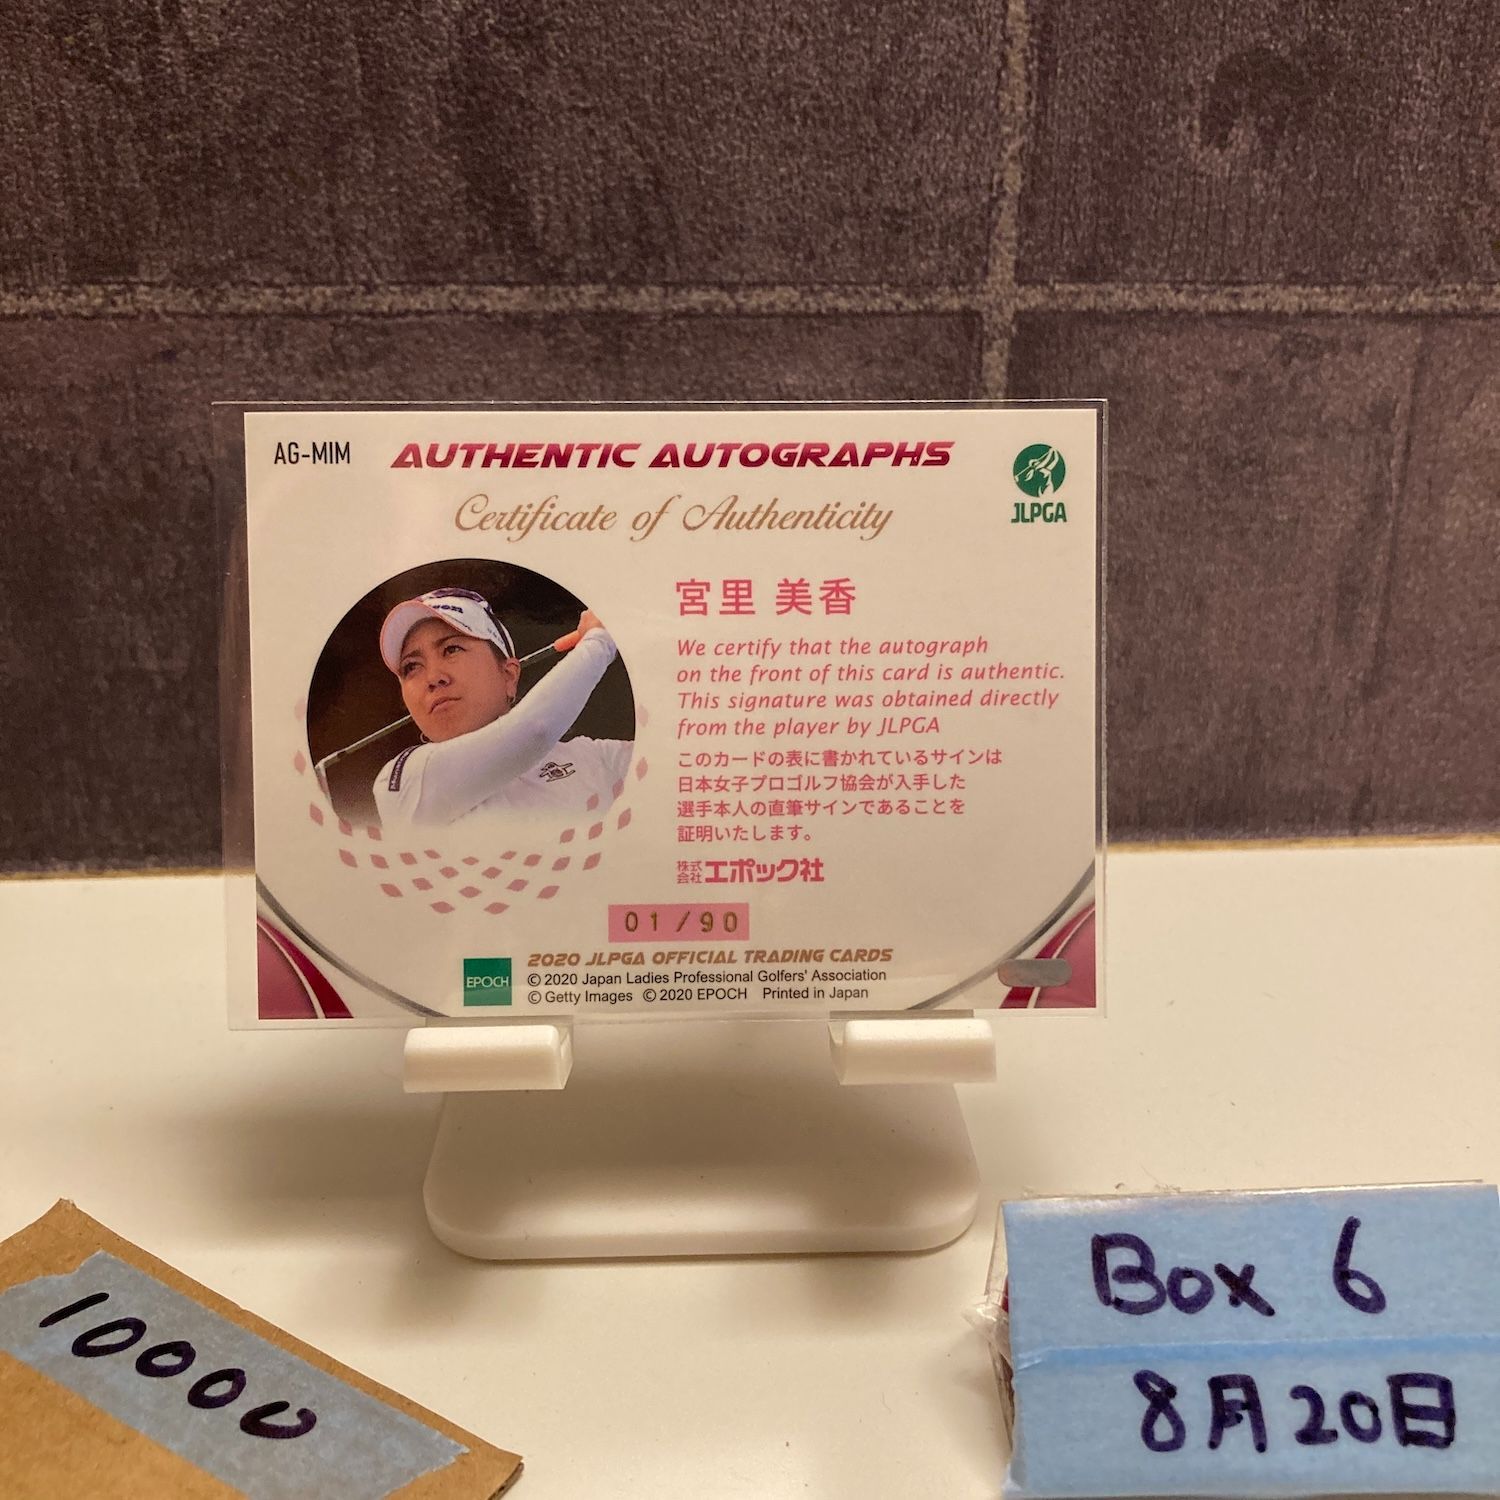 AG-MIM
AUTHENTIC AUTOGRAPHS
Certificate of Authenticity
JLPGA
宮里 美香
We certify that the autograph
on the front of this card is authentic.
This signature was obtained directly
from the player by JLPGA
このカードの表に書かれているサインは
日本女子プロゴルフ協会が入手した
選手本人の直筆サインであることを
証明いたします。
株式会社エポック社
01/90
EPOCH
2020 JLPGA OFFICIAL TRADING CARDS
© 2020 Japan Ladies Professional Golfers' Association
© Getty Images © 2020 EPOCH Printed in Japan
10000
Box 6
8月20日